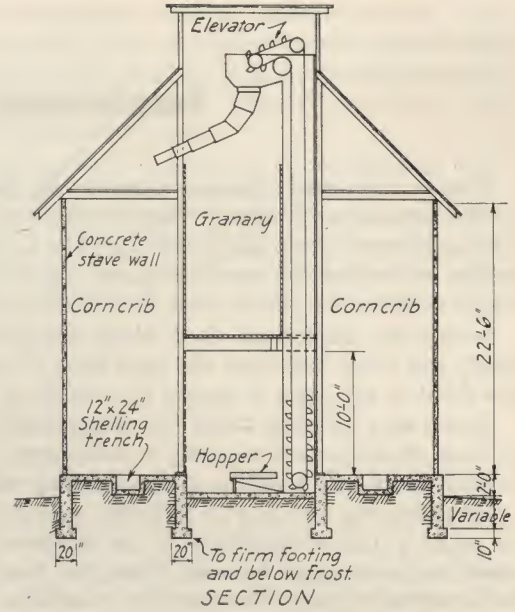 Elevator
Granary
Concrete
stave wall
Corncrib
Corncrib
22'-6"
10'-0"
12"x 24"
Shelling
trench
Hopper
2'-0"
Variable
10"
20"
20"
To firm footing
and below frost.
SECTION